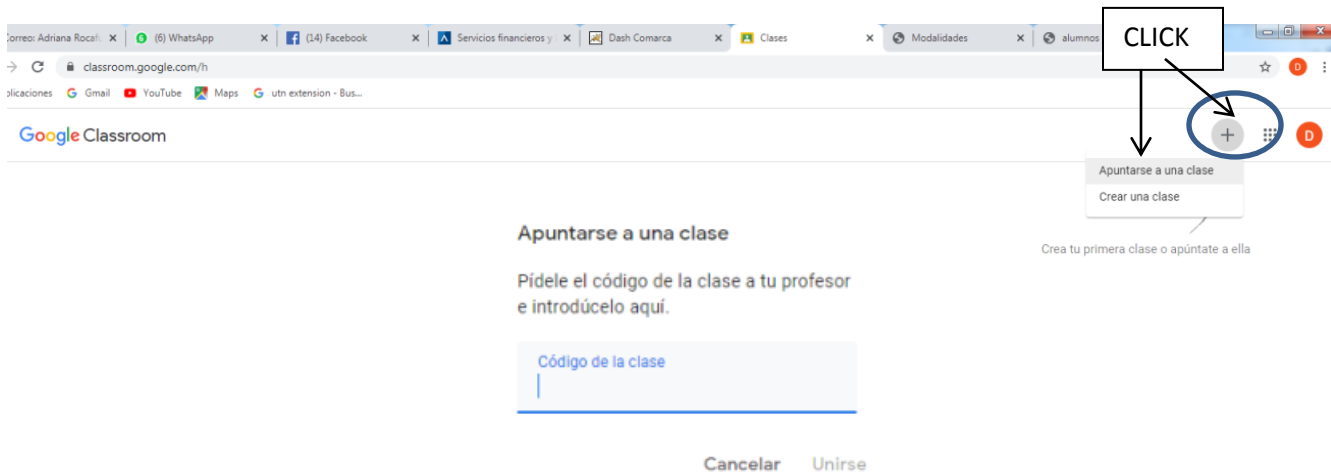 Correo: Adriana Rocafu
(6) WhatsApp
(14) Facebook
Servicios financieros y
Dash Comarca
Clases
Modalidades
alumnos
CLICK
classroom.google.com/h
D
plicaciones
Gmail
YouTube
Maps
utn extension - Bus...
Google Classroom
D
Apuntarse a una clase
Crear una clase
Crea tu primera clase o apúntate a ella
Apuntarse a una clase
Pídele el código de la clase a tu profesor
e introdúcelo aquí.
Código de la clase
Cancelar Unirse